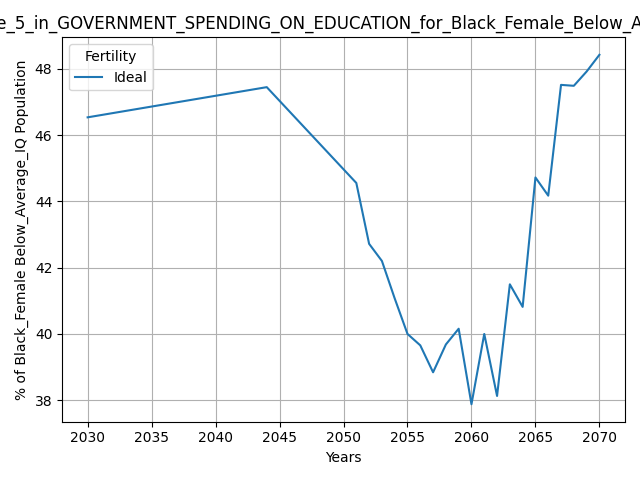 e_5_in_GOVERNMENT_SPENDING_ON_EDUCATION_for_Black_Female_Below_A
Fertility
Ideal
% of Black_Female Below_Average_IQ Population
48
46
44
42
40
38
2030 2035 2040 2045 2050 2055 2060 2065 2070
Years